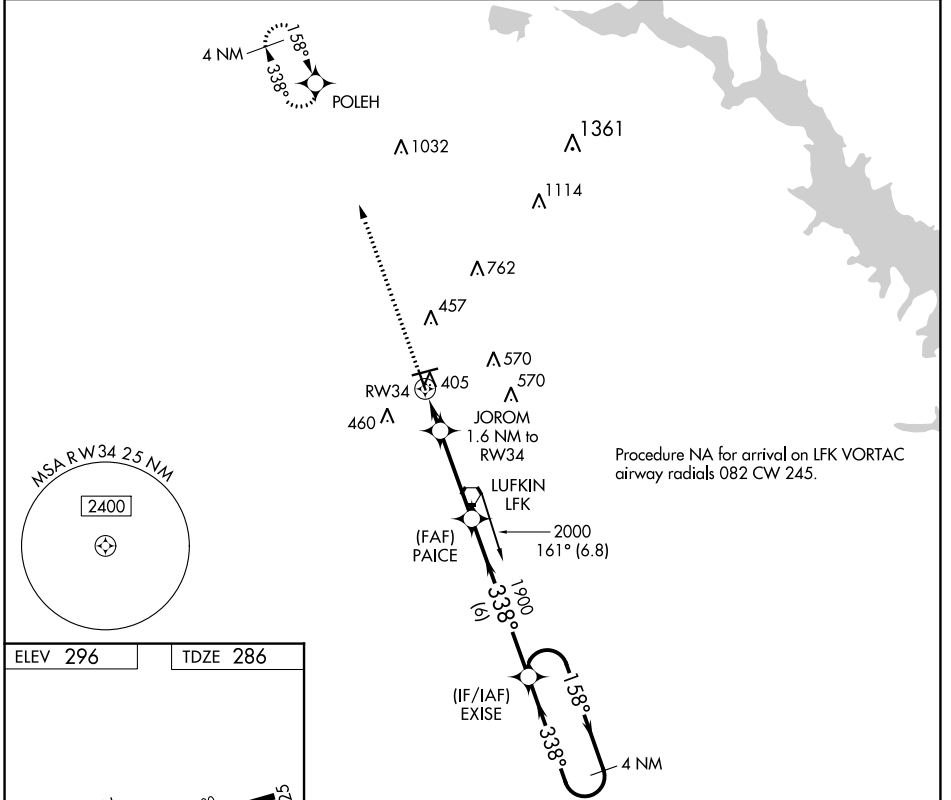 4 NM
158°
338°
POLEH
1032
1361
1114
762
457
570
570
405
RW34
460
JOROM
1.6 NM to
RW34
Procedure NA for arrival on LFK VORTAC
airway radials 082 CW 245.
MSA RW34 25 NM
2400
LUFKIN
LFK
(FAF)
PAICE
2000
161° (6.8)
1900
338°
(6)
(IF/IAF)
EXISE
158°
338°
4 NM
ELEV 296
TDZE 286